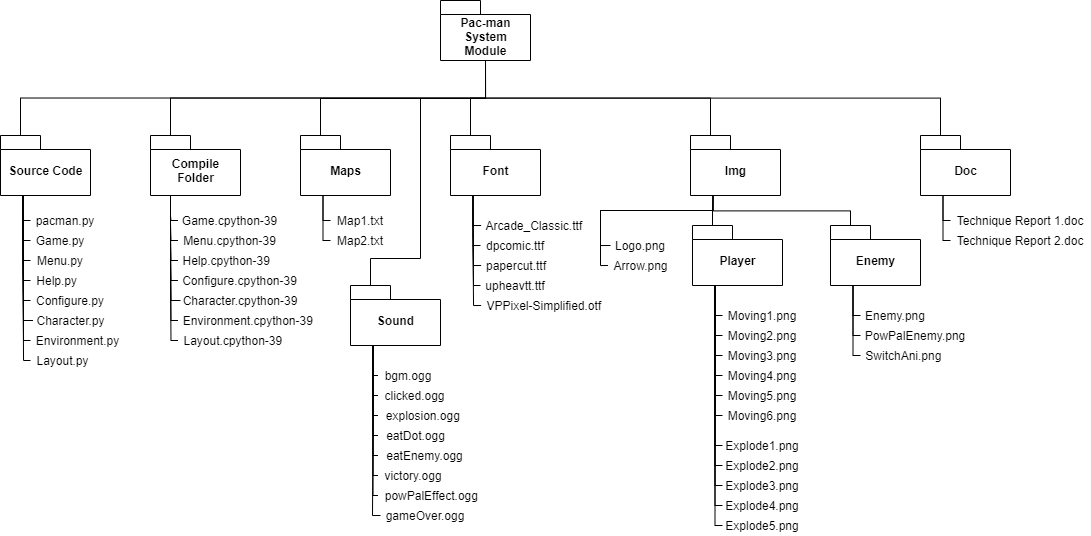 Pac-man
System
Module
Source Code
pacman.py
Game.py
Menu.py
Help.py
Configure.py
Character.py
Environment.py
Layout.py
Compile
Folder
Game.cpython-39
Menu.cpython-39
Help.cpython-39
Configure.cpython-39
Character.cpython-39
Environment.cpython-39
Layout.cpython-39
Maps
Map1.txt
Map2.txt
Sound
bgm.ogg
clicked.ogg
explosion.ogg
eatDot.ogg
eatEnemy.ogg
victory.ogg
powPalEffect.ogg
gameOver.ogg
Font
Arcade_Classic.ttf
dpcomic.ttf
papercut.ttf
upheavtt.ttf
VPPixel-Simplified.otf
Img
Logo.png
Arrow.png
Player
Moving1.png
Moving2.png
Moving3.png
Moving4.png
Moving5.png
Moving6.png
Explode1.png
Explode2.png
Explode3.png
Explode4.png
Explode5.png
Enemy
Enemy.png
PowPalEnemy.png
SwitchAni.png
Doc
Technique Report 1.doc
Technique Report 2.doc